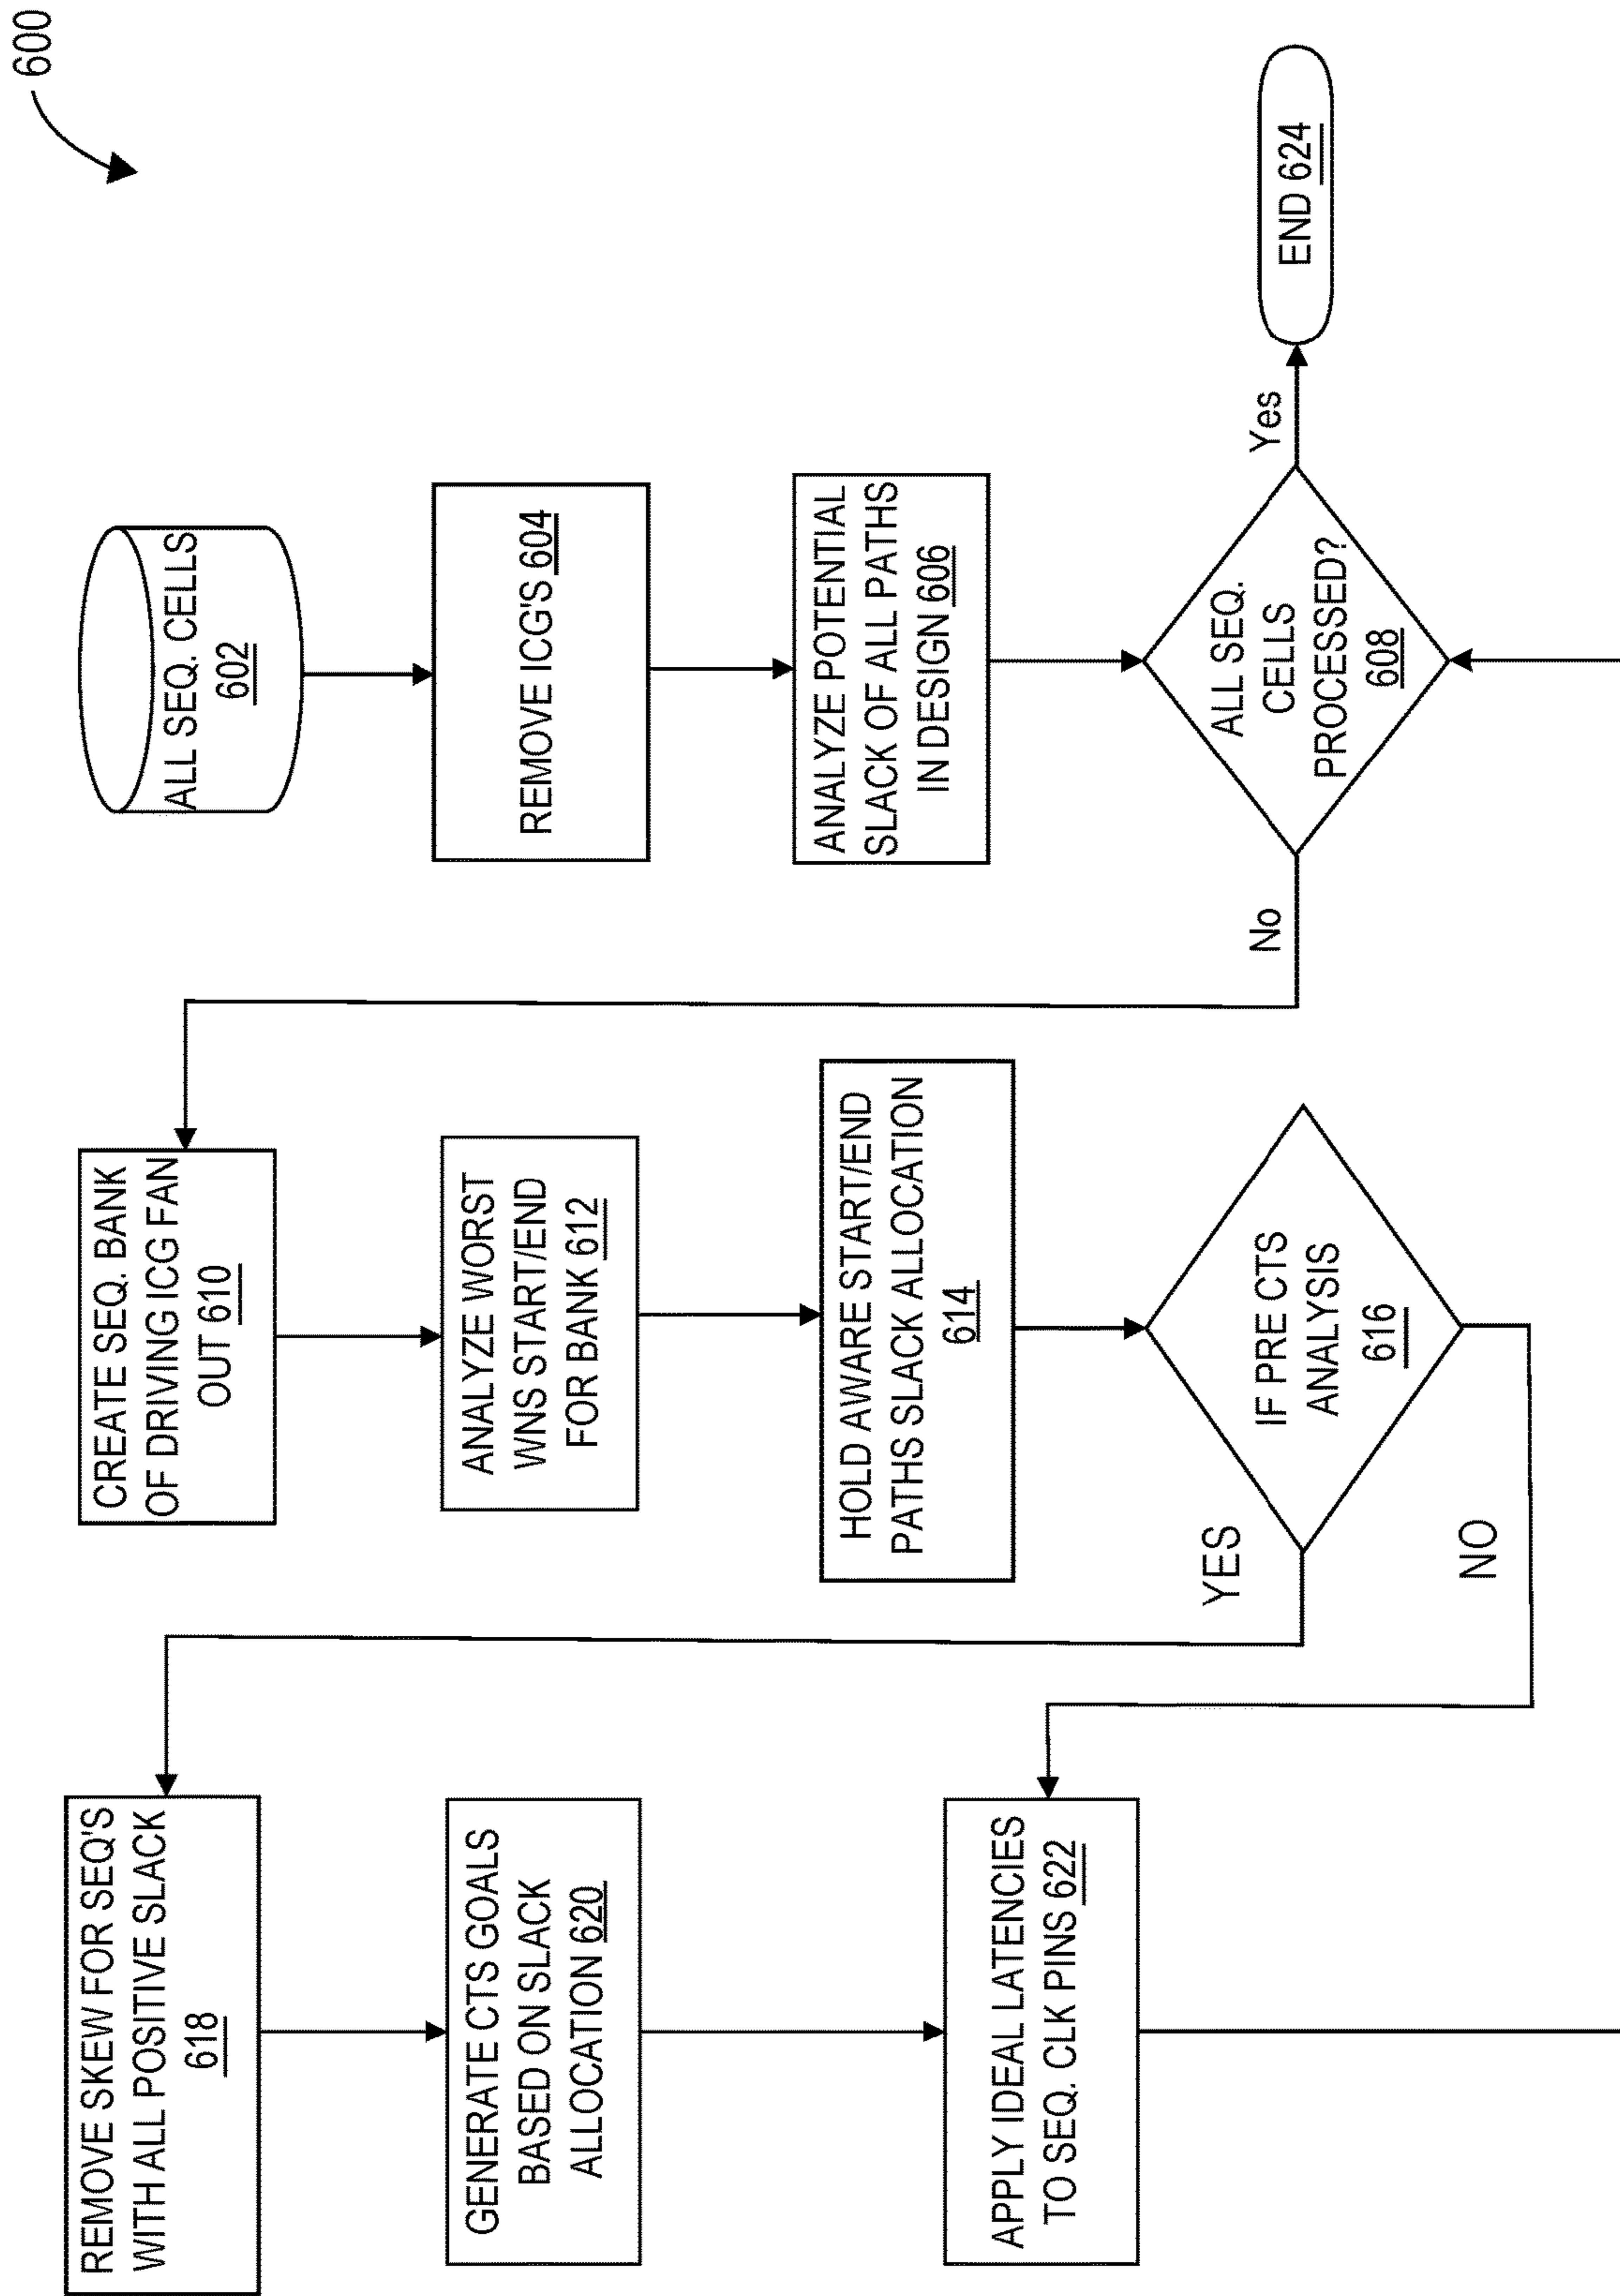 600
ALL SEQ. CELLS
602
REMOVE ICG'S 604
ANALYZE POTENTIAL
SLACK OF ALL PATHS
IN DESIGN 606
ALL SEQ.
CELLS
PROCESSED?
608
Yes
END 624
No
CREATE SEQ. BANK
OF DRIVING ICG FAN
OUT 610
ANALYZE WORST
WNS START/END
FOR BANK 612
HOLD AWARE START/END
PATHS SLACK ALLOCATION
614
IF PRE CTS
ANALYSIS
616
YES
NO
REMOVE SKEW FOR SEQ'S
WITH ALL POSITIVE SLACK
618
GENERATE CTS GOALS
BASED ON SLACK
ALLOCATION 620
APPLY IDEAL LATENCIES
TO SEQ. CLK PINS 622